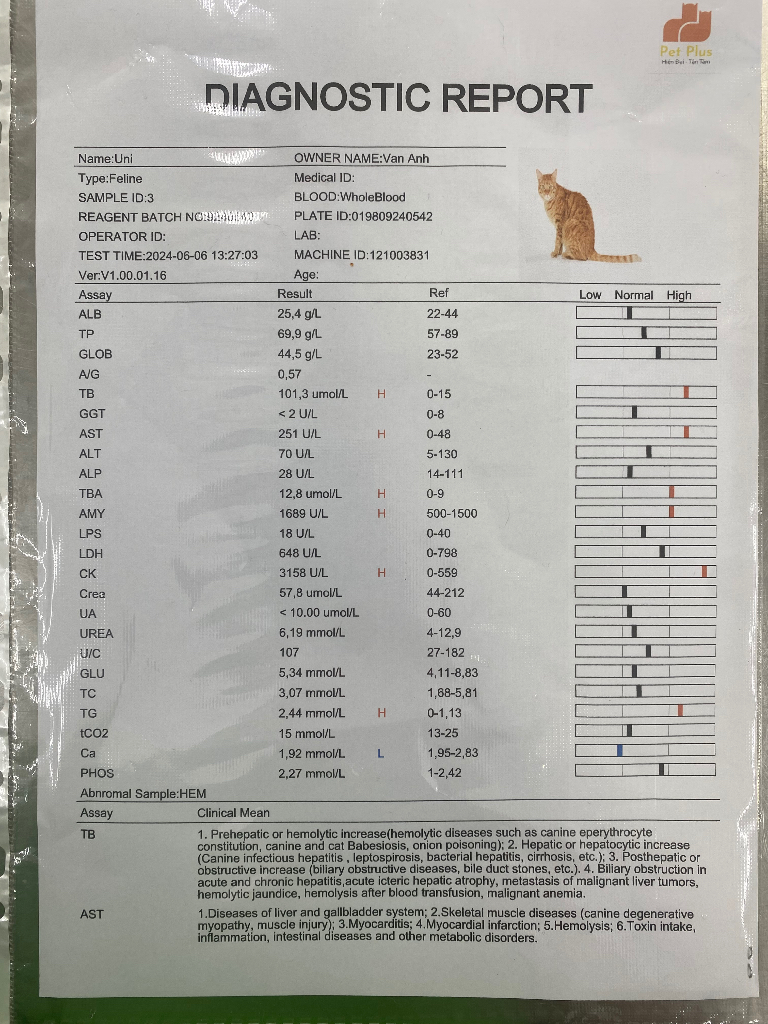 Pet Plus
Hiện Đại - Tận Tâm
DIAGNOSTIC REPORT
Name:Uni OWNER NAME:Van Anh
Type:Feline Medical ID:
SAMPLE ID:3 BLOOD:WholeBlood
REAGENT BATCH NO: PLATE ID:019809240542
OPERATOR ID: LAB:
TEST TIME:2024-06-06 13:27:03 MACHINE ID:121003831
Ver:V1.00.01.16 Age:
Assay Result Ref Low Normal High
ALB 25,4 g/L 22-44
TP 69,9 g/L 57-89
GLOB 44,5 g/L 23-52
A/G 0,57 -
TB 101,3 umol/L H 0-15
GGT < 2 U/L 0-8
AST 251 U/L H 0-48
ALT 70 U/L 5-130
ALP 28 U/L 14-111
TBA 12,8 umol/L H 0-9
AMY 1689 U/L H 500-1500
LPS 18 U/L 0-40
LDH 648 U/L 0-798
CK 3158 U/L H 0-559
Crea 57,8 umol/L 44-212
UA < 10.00 umol/L 0-60
UREA 6,19 mmol/L 4-12,9
U/C 107 27-182
GLU 5,34 mmol/L 4,11-8,83
TC 3,07 mmol/L 1,68-5,81
TG 2,44 mmol/L H 0-1,13
tCO2 15 mmol/L 13-25
Ca 1,92 mmol/L L 1,95-2,83
PHOS 2,27 mmol/L 1-2,42
Abnromal Sample:HEM
Assay Clinical Mean
TB 1. Prehepatic or hemolytic increase(hemolytic diseases such as canine eperythrocyte
constitution, canine and cat Babesiosis, onion poisoning); 2. Hepatic or hepatocytic increase
(Canine infectious hepatitis , leptospirosis, bacterial hepatitis, cirrhosis, etc.); 3. Posthepatic or
obstructive increase (biliary obstructive diseases, bile duct stones, etc.). 4. Biliary obstruction in
acute and chronic hepatitis,acute icteric hepatic atrophy, metastasis of malignant liver tumors,
hemolytic jaundice, hemolysis after blood transfusion, malignant anemia.
AST 1.Diseases of liver and gallbladder system; 2.Skeletal muscle diseases (canine degenerative
myopathy, muscle injury); 3.Myocarditis; 4.Myocardial infarction; 5.Hemolysis; 6.Toxin intake,
inflammation, intestinal diseases and other metabolic disorders.